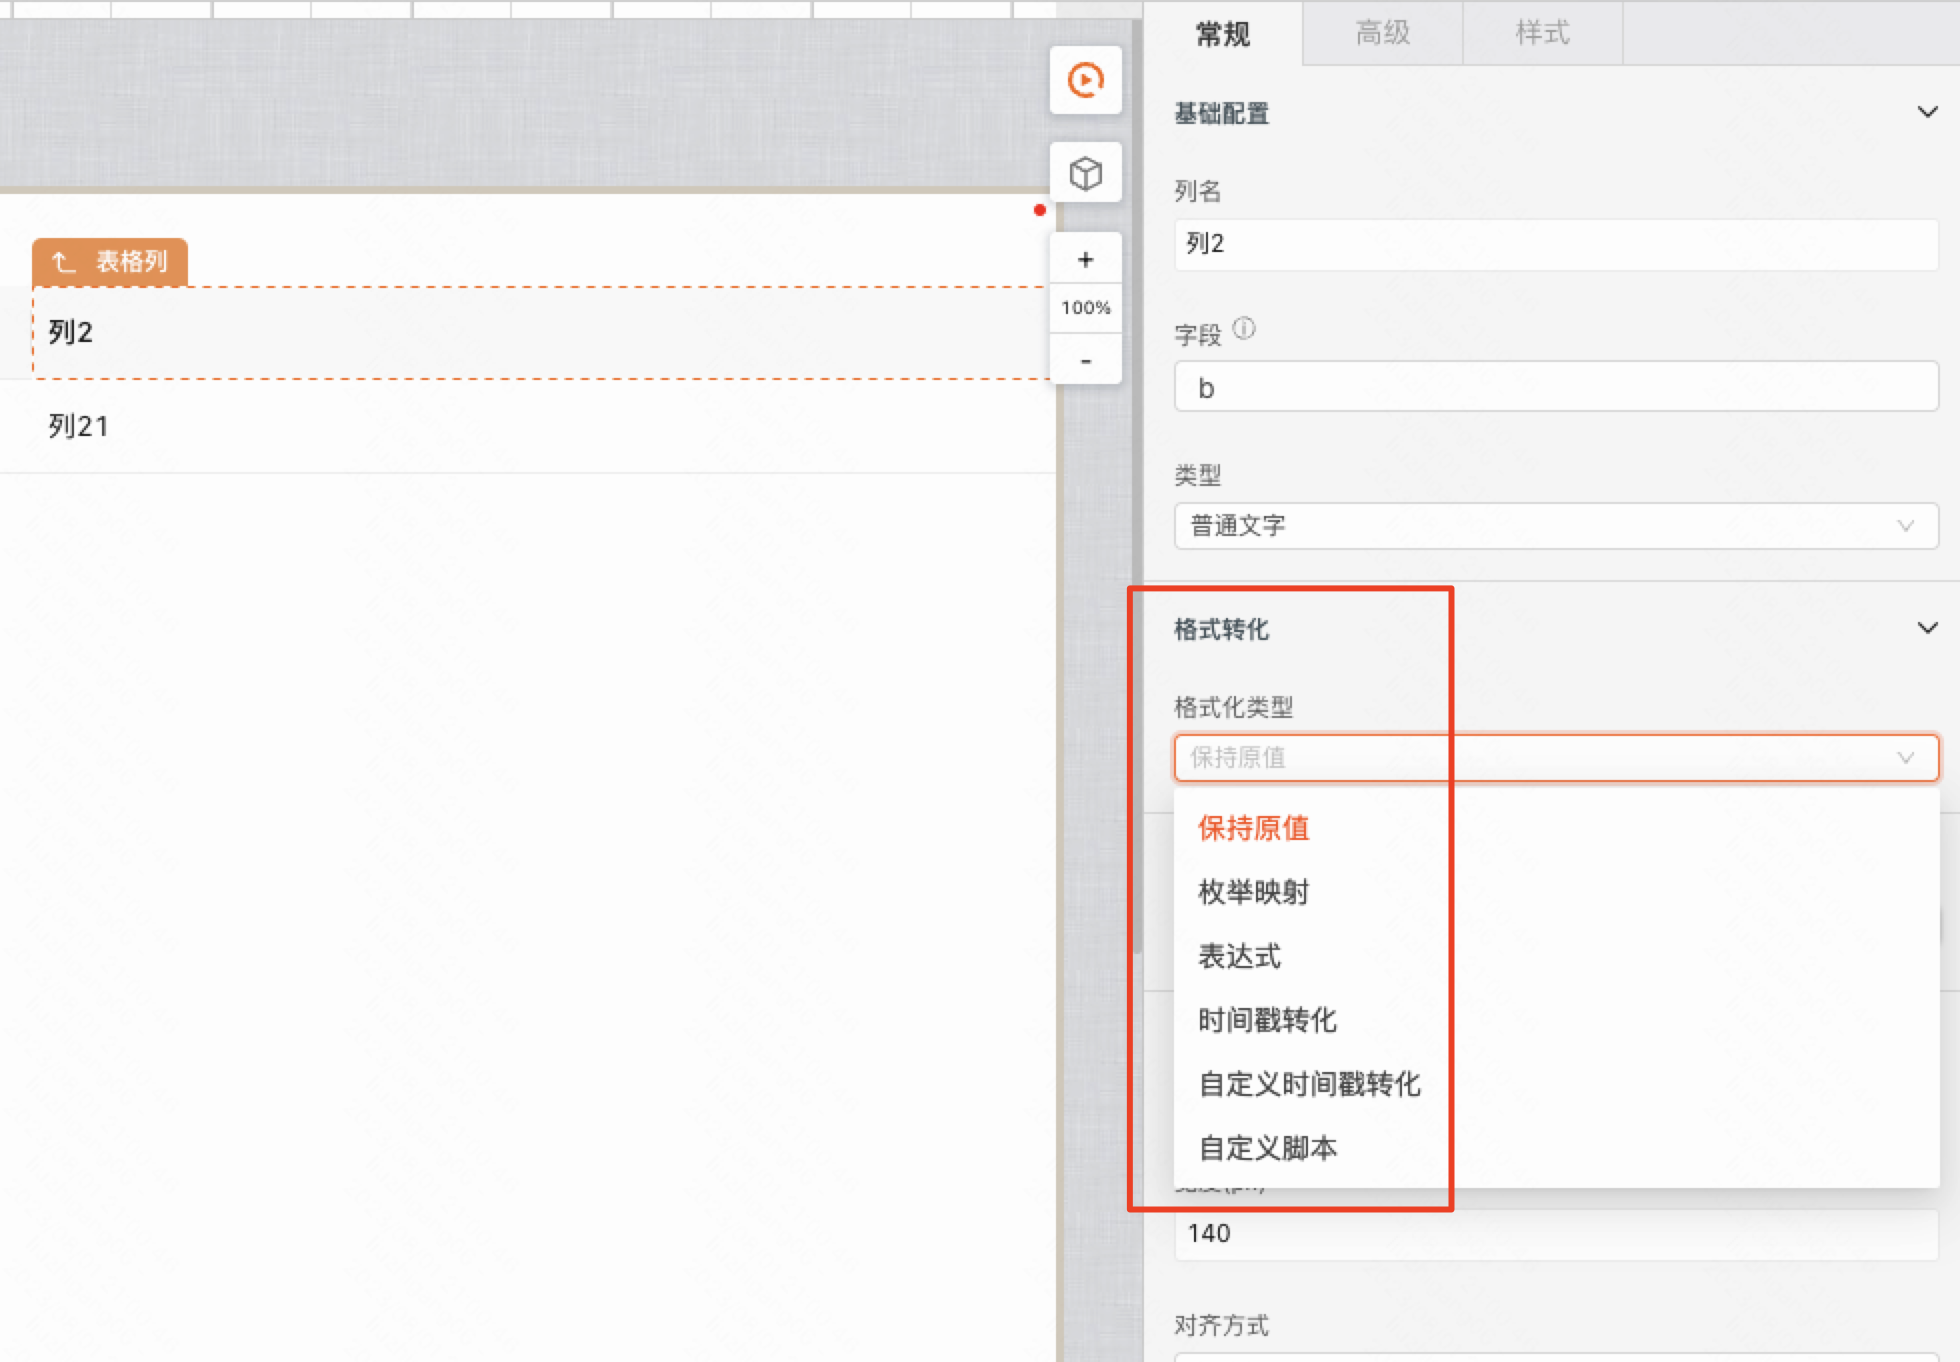 常规
高级
样式
基础配置
列名
列2
字段
b
类型
普通文字
格式转化
格式化类型
保持原值
保持原值
枚举映射
表达式
时间戳转化
自定义时间戳转化
自定义脚本
140
对齐方式
表格列
列2
列21
+
100%
-